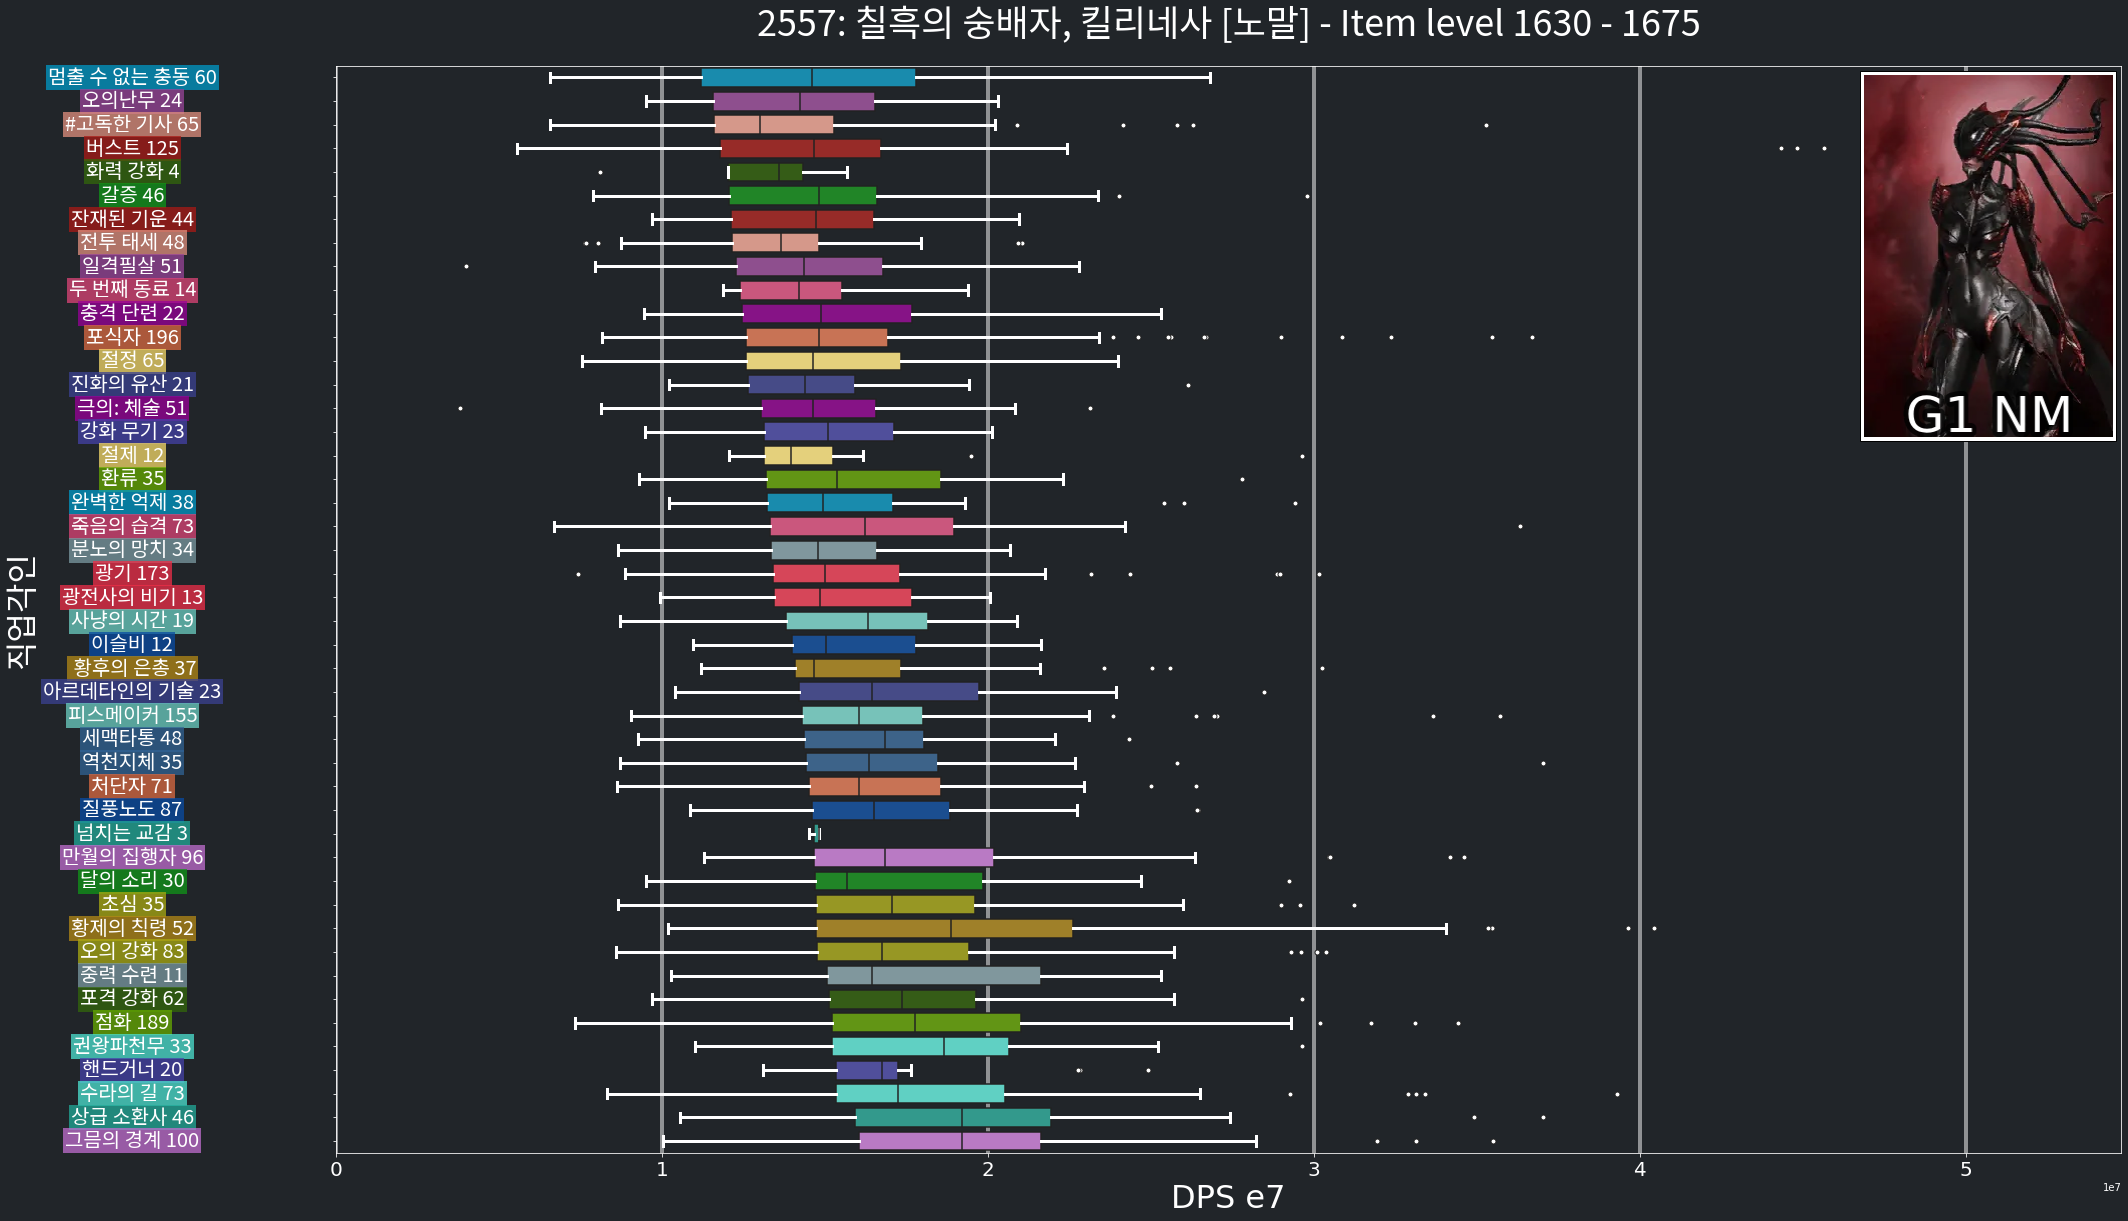 2557: 칠흑의 숭배자, 킬리네사 [노말] - Item level 1630 - 1675
멈출 수 없는 충동 60
오의난무 24
#고독한 기사 65
버스트 125
화력 강화 4
갈증 46
잔재된 기운 44
전투 태세 48
일격필살 51
두 번째 동료 14
충격 단련 22
포식자 196
절정 65
진화의 유산 21
극의: 체술 51
강화 무기 23
절제 12
환류 35
완벽한 억제 38
죽음의 습격 73
분노의 망치 34
광기 173
광전사의 비기 13
사냥의 시간 19
이슬비 12
황후의 은총 37
아르데타인의 기술 23
피스메이커 155
세맥타통 48
역천지체 35
처단자 71
질풍노도 87
넘치는 교감 3
만월의 집행자 96
달의 소리 30
초심 35
황제의 칙령 52
오의 강화 83
중력 수련 11
포격 강화 62
점화 189
권왕파천무 33
핸드거너 20
수라의 길 73
상급 소환사 46
그믐의 경계 100
직업각인
G1 NM
0 1 2 3 4 5
1e7
DPS e7